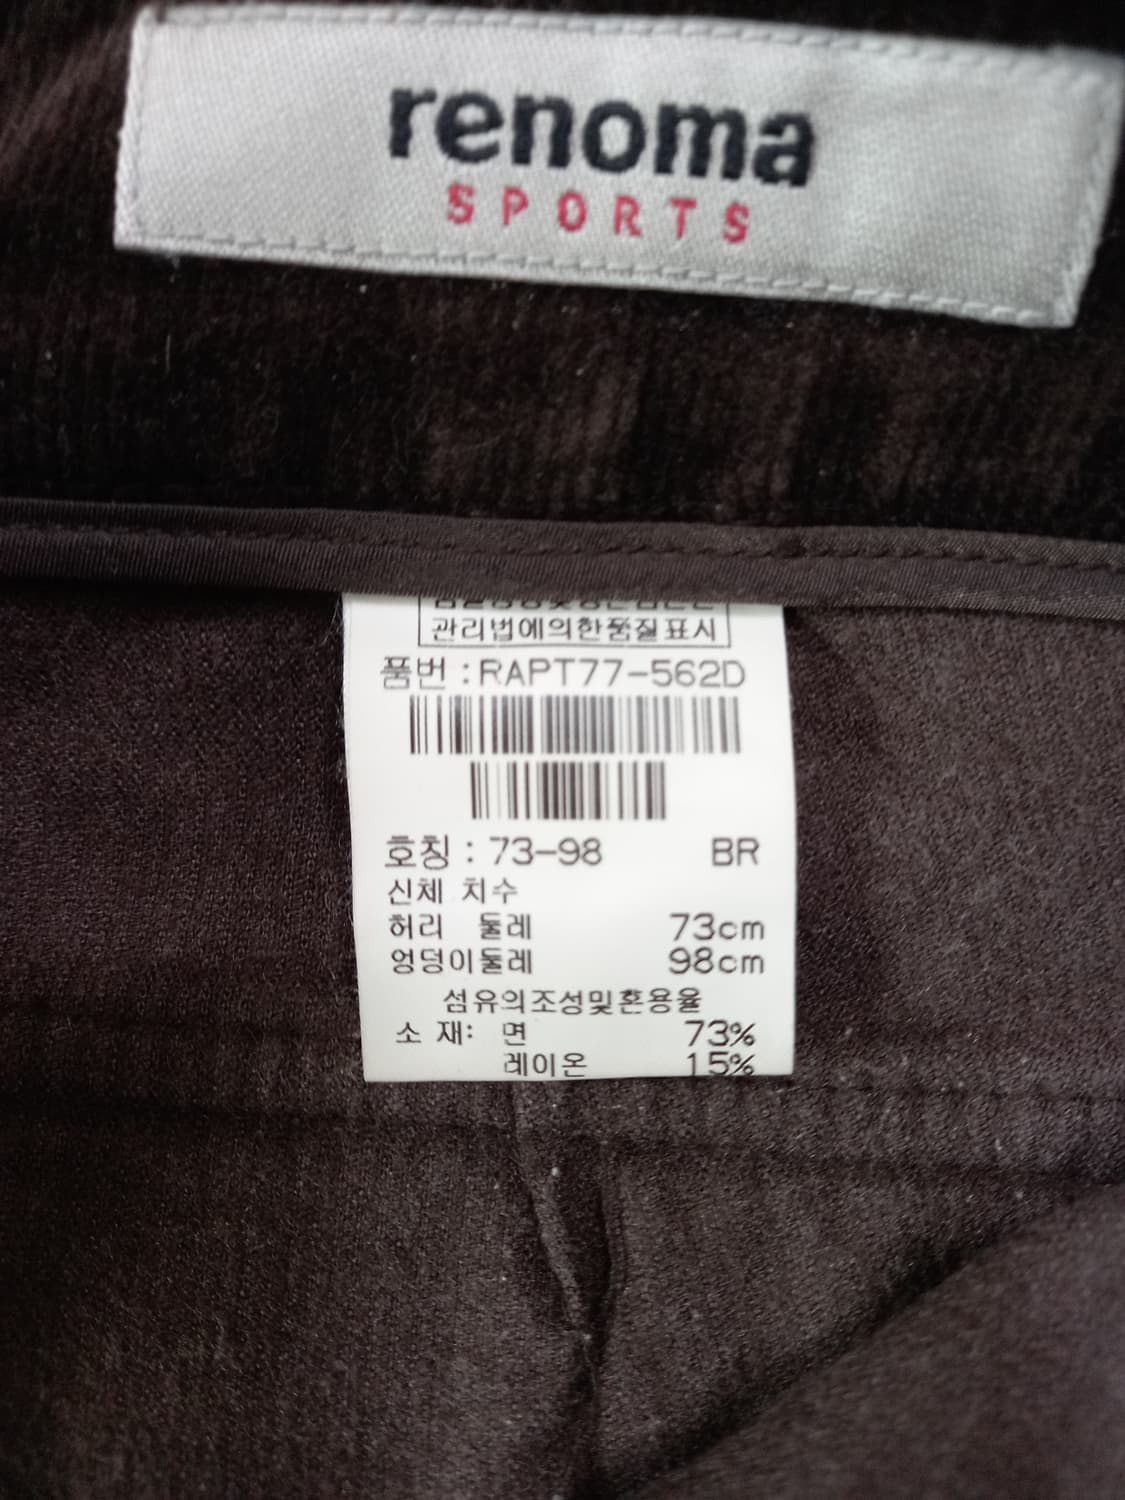 renoma
SPORTS
관리법에의한품질표시
품번 : RAPT77-562D
호칭 : 73-98 BR
신체 치수
허리 둘레 73cm
엉덩이둘레 98cm
섬유의조성및혼용율
소 재: 면 73%
레이온 15%